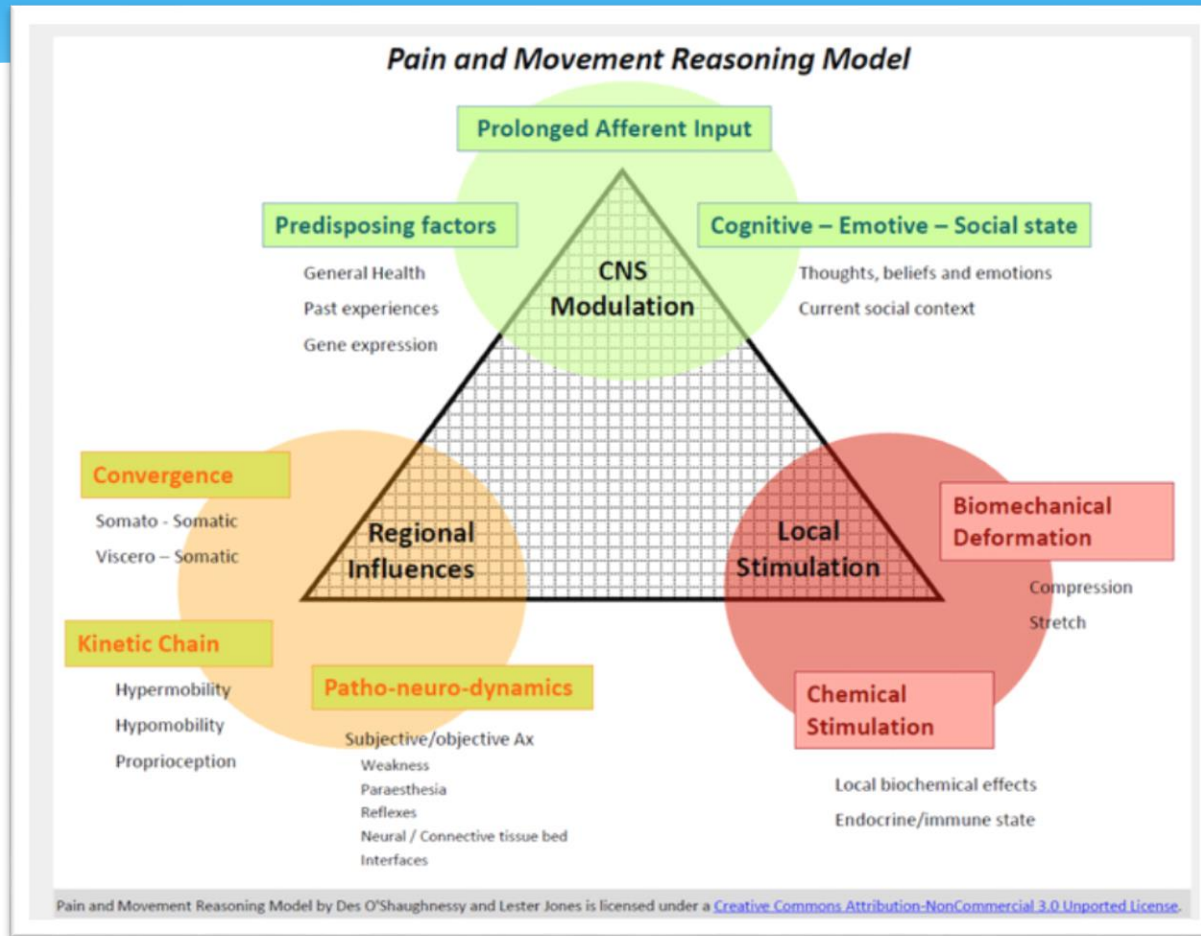 Pain and Movement Reasoning Model
Prolonged Afferent Input
Predisposing factors
General Health
Past experiences
Gene expression
Cognitive – Emotive – Social state
Thoughts, beliefs and emotions
Current social context
CNS
Modulation
Convergence
Somato - Somatic
Viscero – Somatic
Regional
Influences
Local
Stimulation
Biomechanical
Deformation
Compression
Stretch
Kinetic Chain
Hypermobility
Hypomobility
Proprioception
Patho-neuro-dynamics
Subjective/objective Ax
Weakness
Paraesthesia
Reflexes
Neural / Connective tissue bed
Interfaces
Chemical
Stimulation
Local biochemical effects
Endocrine/immune state
Pain and Movement Reasoning Model by Des O'Shaughnessy and Lester Jones is licensed under a Creative Commons Attribution-NonCommercial 3.0 Unported License.